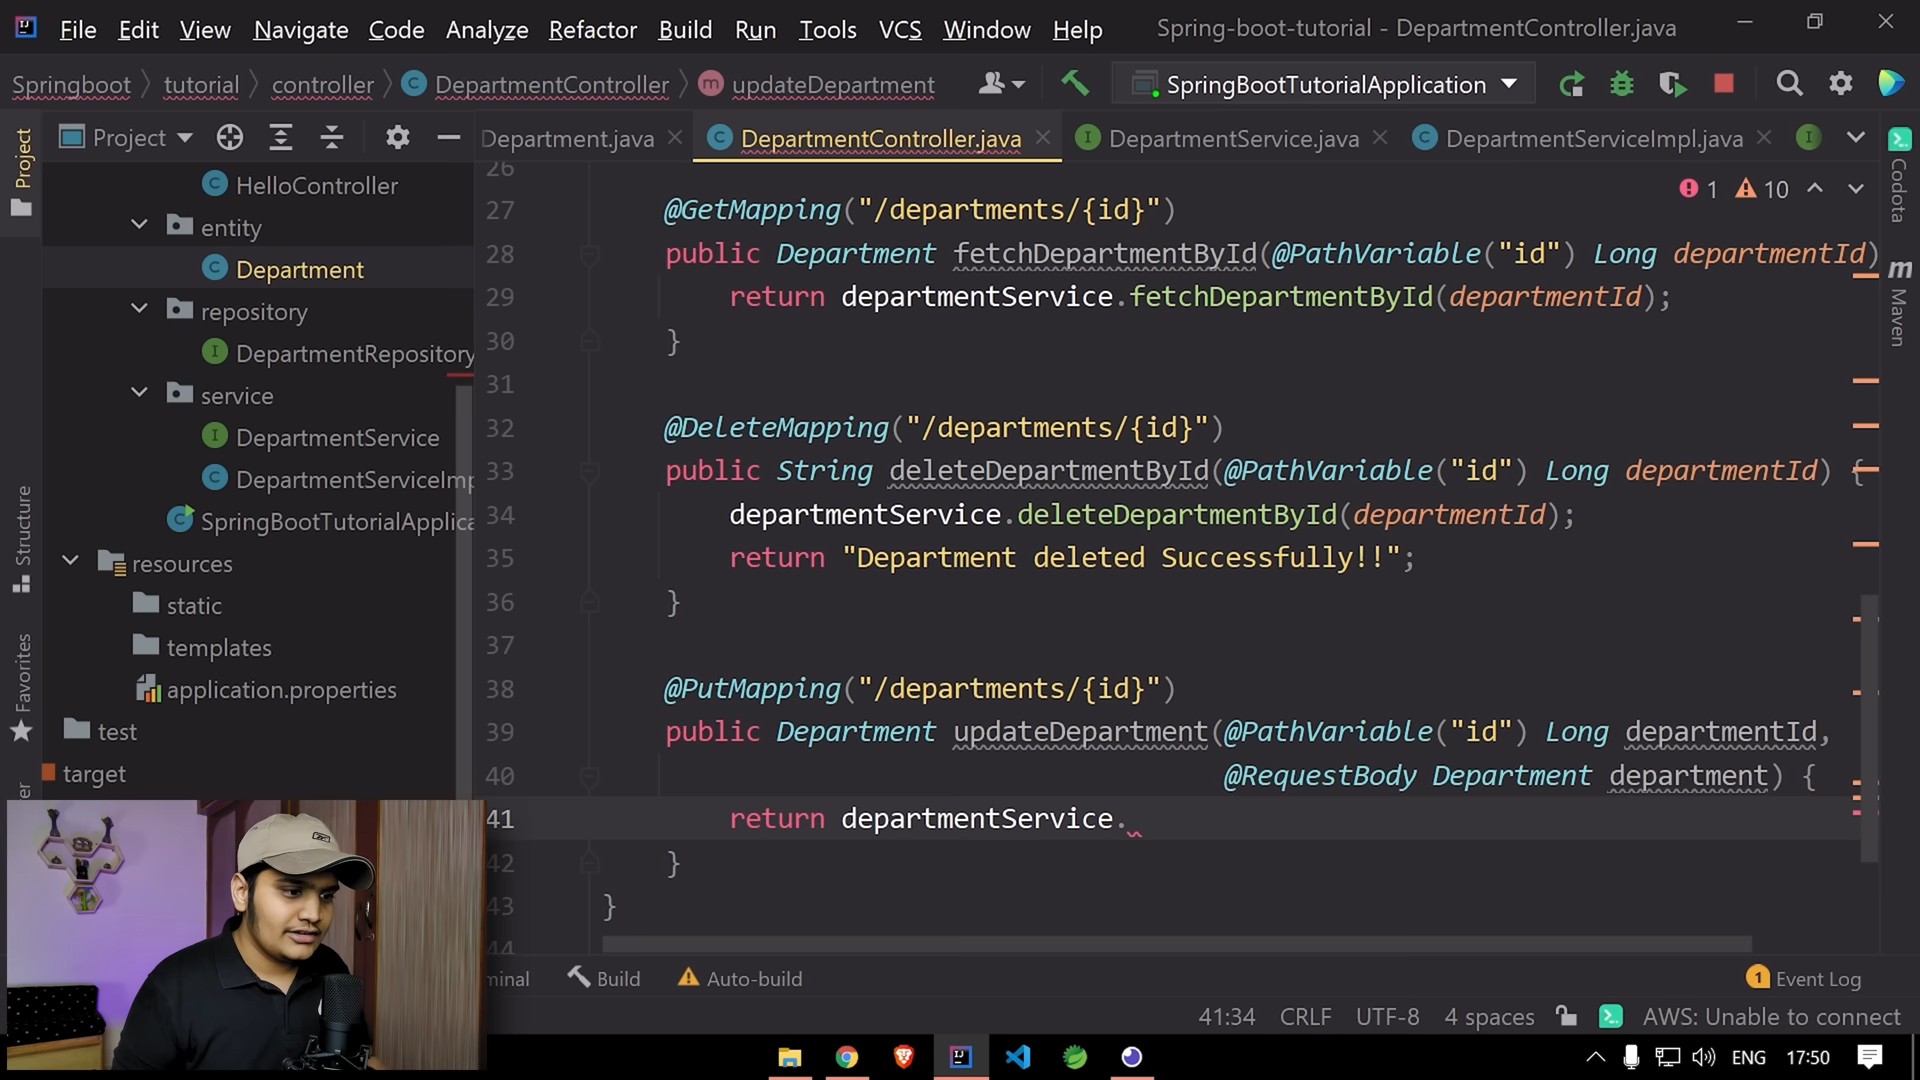 File Edit View Navigate Code Analyze Refactor Build Run Tools VCS Window Help Spring-boot-tutorial - DepartmentController.java
Springboot tutorial controller DepartmentController updateDepartment SpringBootTutorialApplication
Project Department.java DepartmentController.java DepartmentService.java DepartmentServiceImpl.java
Project
Structure
Favorites
HelloController
entity
Department
repository
DepartmentRepository
service
DepartmentService
DepartmentServiceImp
SpringBootTutorialApplica
resources
static
templates
application.properties
test
target
1 10
26
27 @GetMapping("/departments/{id}")
28 public Department fetchDepartmentById(@PathVariable("id") Long departmentId)
29 return departmentService.fetchDepartmentById(departmentId);
30 }
31
32 @DeleteMapping("/departments/{id}")
33 public String deleteDepartmentById(@PathVariable("id") Long departmentId) {
34 departmentService.deleteDepartmentById(departmentId);
35 return "Department deleted Successfully!!";
36 }
37
38 @PutMapping("/departments/{id}")
39 public Department updateDepartment(@PathVariable("id") Long departmentId,
40 @RequestBody Department department) {
41 return departmentService.
42 }
43 }
44
Codota
Maven
minal Build Auto-build 1 Event Log
41:34 CRLF UTF-8 4 spaces AWS: Unable to connect
ENG 17:50